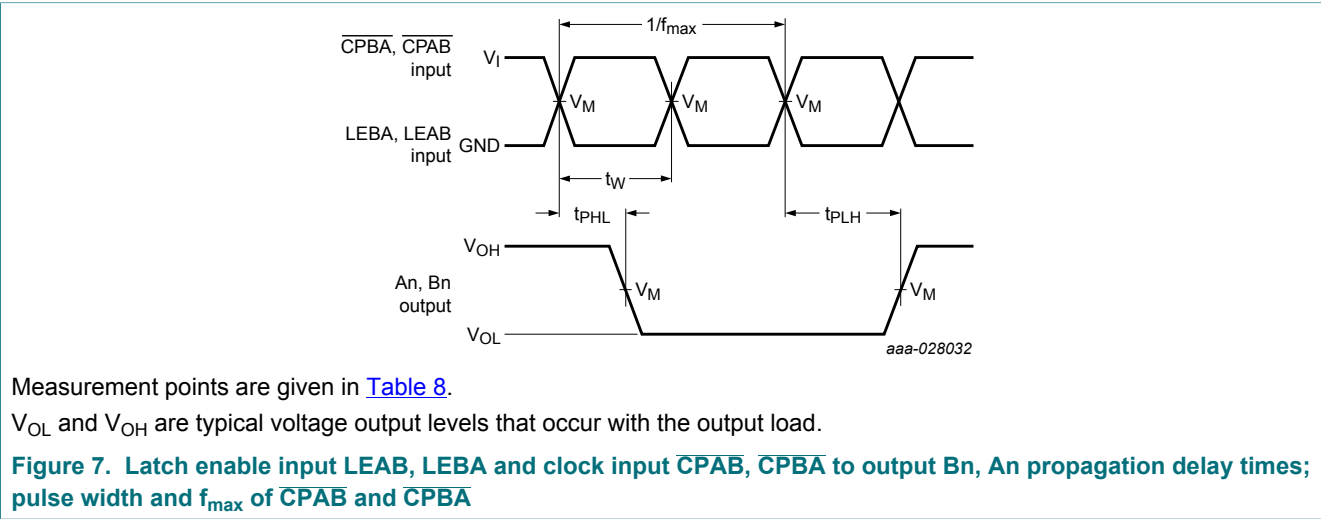 1/fmax
CPBA, CPAB
input
VI
VM
VM
VM
LEBA, LEAB
input
GND
tW
tPHL
tPLH
VOH
An, Bn
output
VM
VM
VOL
aaa-028032
Measurement points are given in Table 8.
VOL and VOH are typical voltage output levels that occur with the output load.
Figure 7. Latch enable input LEAB, LEBA and clock input CPAB, CPBA to output Bn, An propagation delay times;
pulse width and fmax of CPAB and CPBA